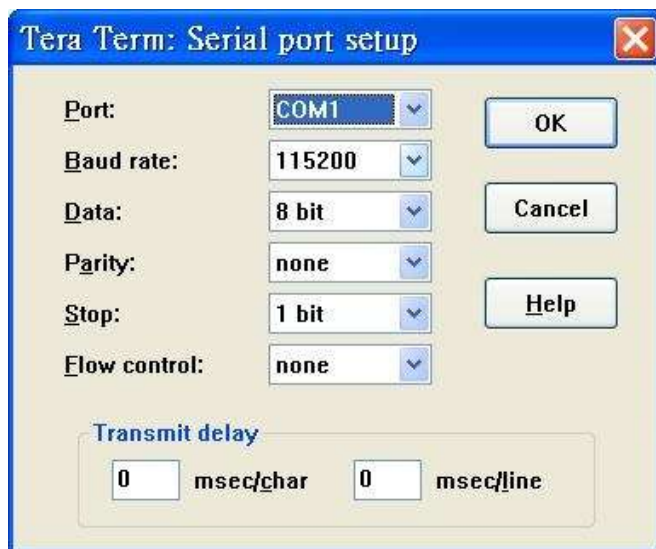 Tera Term: Serial port setup
Port: COM1
OK
Baud rate: 115200
Data: 8 bit
Cancel
Parity: none
Stop: 1 bit
Help
Flow control: none
Transmit delay
0 msec/char 0 msec/line